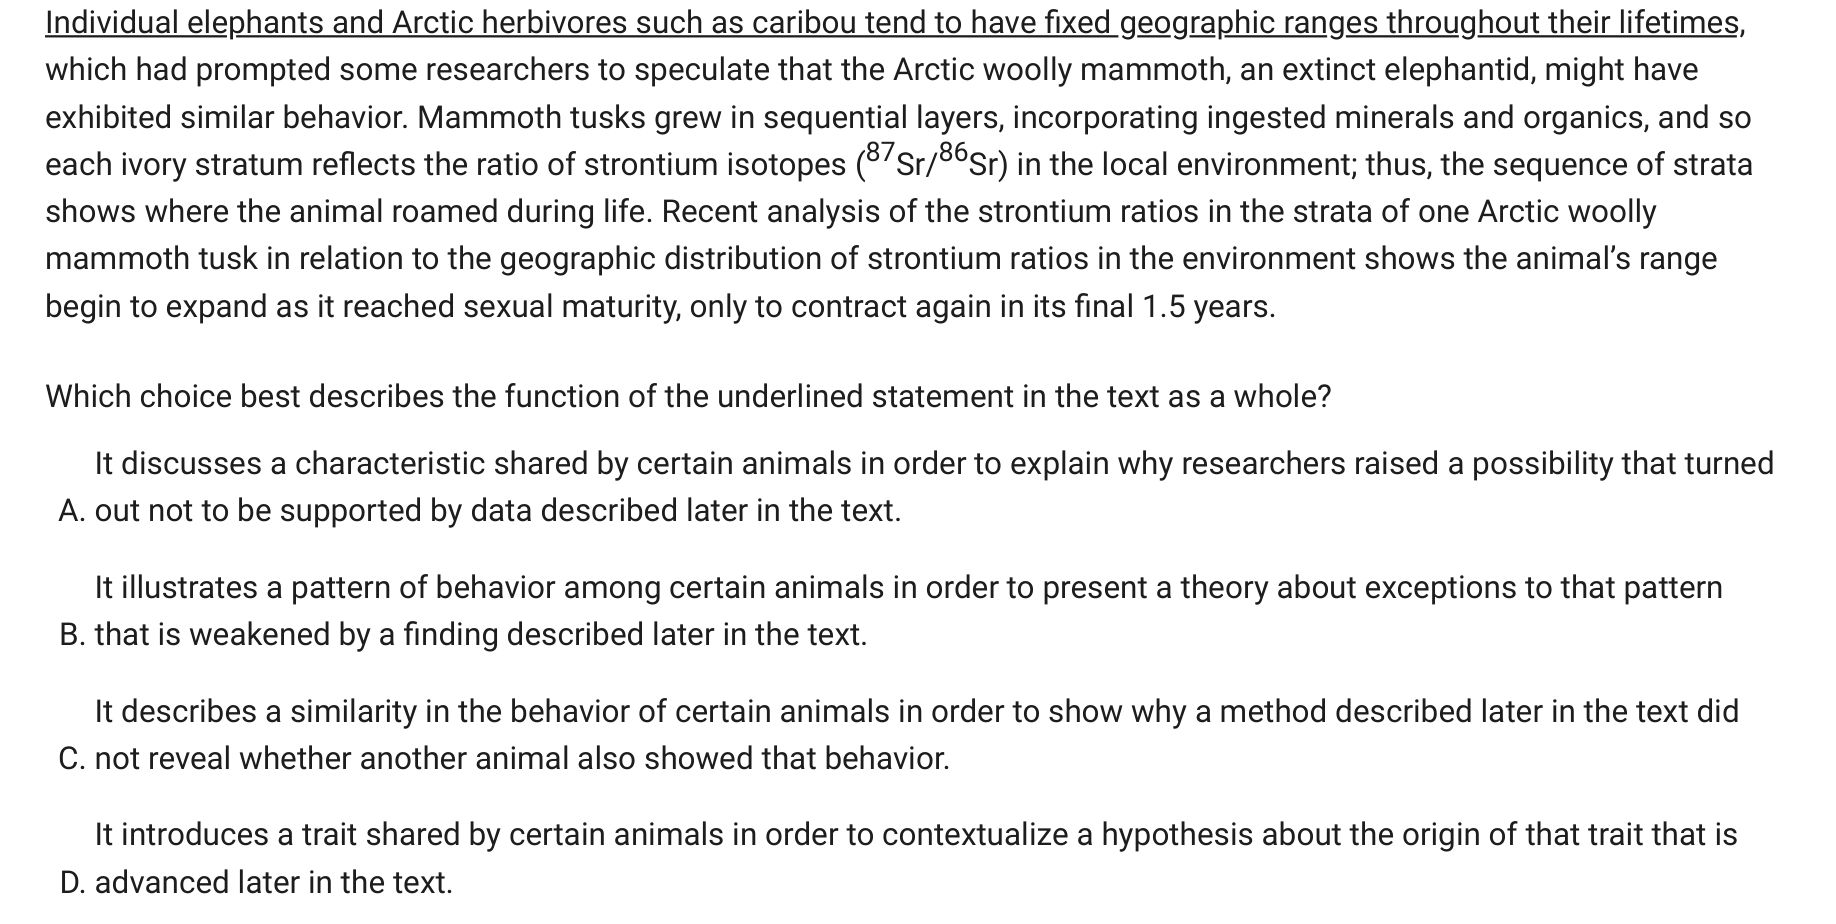 Individual elephants and Arctic herbivores such as caribou tend to have fixed geographic ranges throughout their lifetimes,
which had prompted some researchers to speculate that the Arctic woolly mammoth, an extinct elephantid, might have
exhibited similar behavior. Mammoth tusks grew in sequential layers, incorporating ingested minerals and organics, and so
each ivory stratum reflects the ratio of strontium isotopes (⁸⁷Sr/⁸⁶Sr) in the local environment; thus, the sequence of strata
shows where the animal roamed during life. Recent analysis of the strontium ratios in the strata of one Arctic woolly
mammoth tusk in relation to the geographic distribution of strontium ratios in the environment shows the animal’s range
begin to expand as it reached sexual maturity, only to contract again in its final 1.5 years.
Which choice best describes the function of the underlined statement in the text as a whole?
It discusses a characteristic shared by certain animals in order to explain why researchers raised a possibility that turned
A. out not to be supported by data described later in the text.
It illustrates a pattern of behavior among certain animals in order to present a theory about exceptions to that pattern
B. that is weakened by a finding described later in the text.
It describes a similarity in the behavior of certain animals in order to show why a method described later in the text did
C. not reveal whether another animal also showed that behavior.
It introduces a trait shared by certain animals in order to contextualize a hypothesis about the origin of that trait that is
D. advanced later in the text.